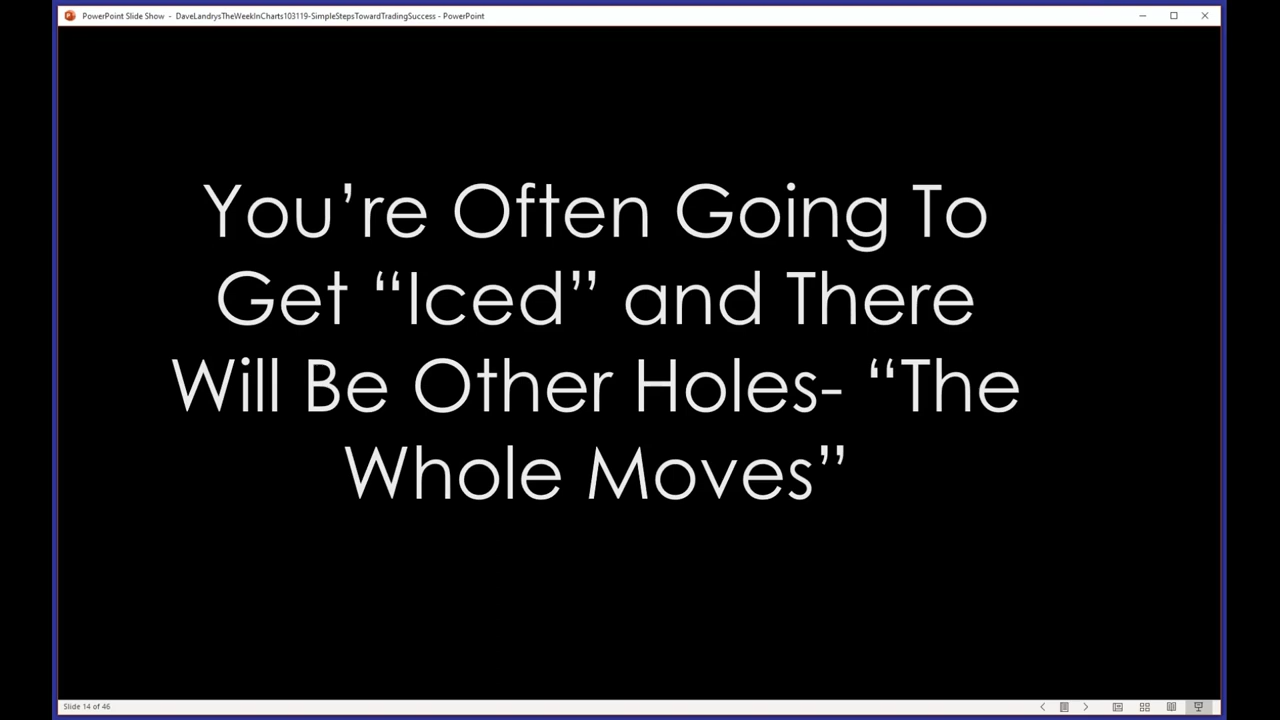 PowerPoint Slide Show - DaveLandrysTheWeekInCharts103119-SimpleStepsTowardTradingSuccess - PowerPoint
You’re Often Going To
Get “Iced” and There
Will Be Other Holes- “The
Whole Moves”
Slide 14 of 46